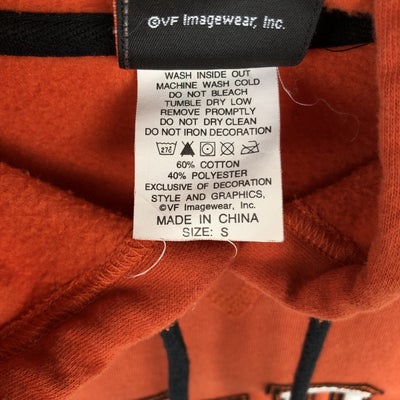 ©VF Imagewear, Inc.
WASH INSIDE OUT
MACHINE WASH COLD
DO NOT BLEACH
TUMBLE DRY LOW
REMOVE PROMPTLY
DO NOT DRY CLEAN
DO NOT IRON DECORATION
60% COTTON
40% POLYESTER
EXCLUSIVE OF DECORATION
STYLE AND GRAPHICS,
©VF Imagewear, Inc.
MADE IN CHINA
SIZE: S